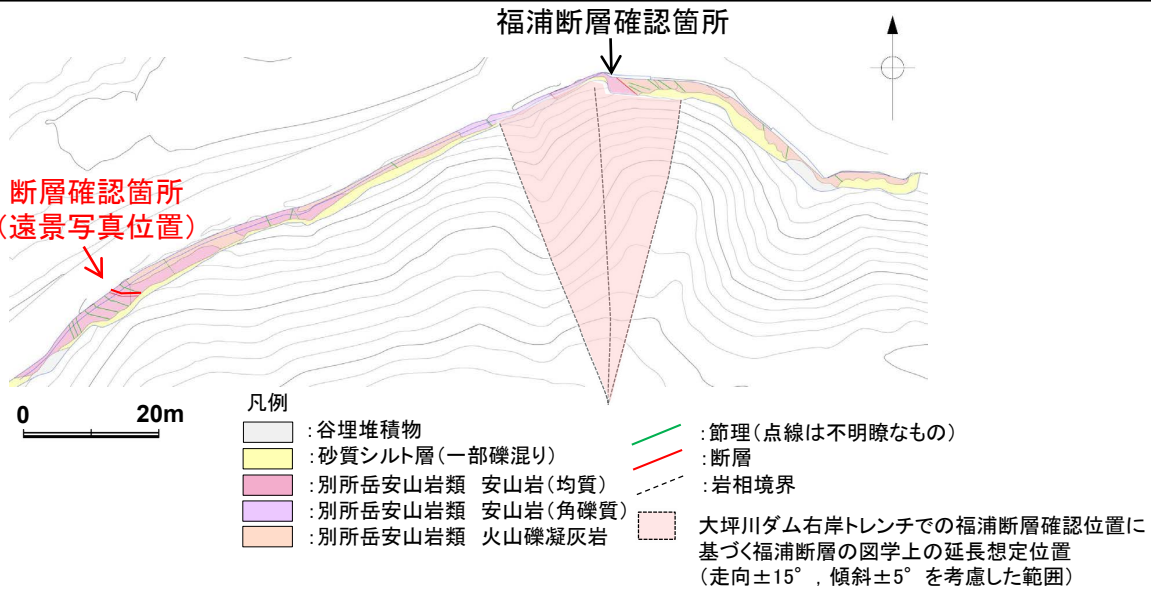 福浦断層確認箇所
断層確認箇所
(遠景写真位置)
0 20m
凡例
:谷埋堆積物
:砂質シルト層(一部礫混り)
:別所岳安山岩類 安山岩(均質)
:別所岳安山岩類 安山岩(角礫質)
:別所岳安山岩類 火山礫凝灰岩
:節理(点線は不明瞭なもの)
:断層
:岩相境界
大坪川ダム右岸トレンチでの福浦断層確認位置に
基づく福浦断層の図学上の延長想定位置
(走向±15°,傾斜±5°を考慮した範囲)